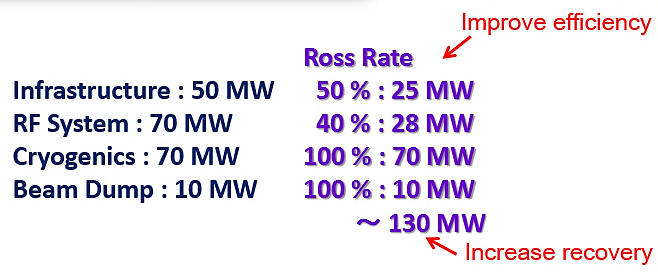 Improve efficiency
Ross Rate
Infrastructure : 50 MW 50 % : 25 MW
RF System : 70 MW 40 % : 28 MW
Cryogenics : 70 MW 100 % : 70 MW
Beam Dump : 10 MW 100 % : 10 MW
～ 130 MW
Increase recovery